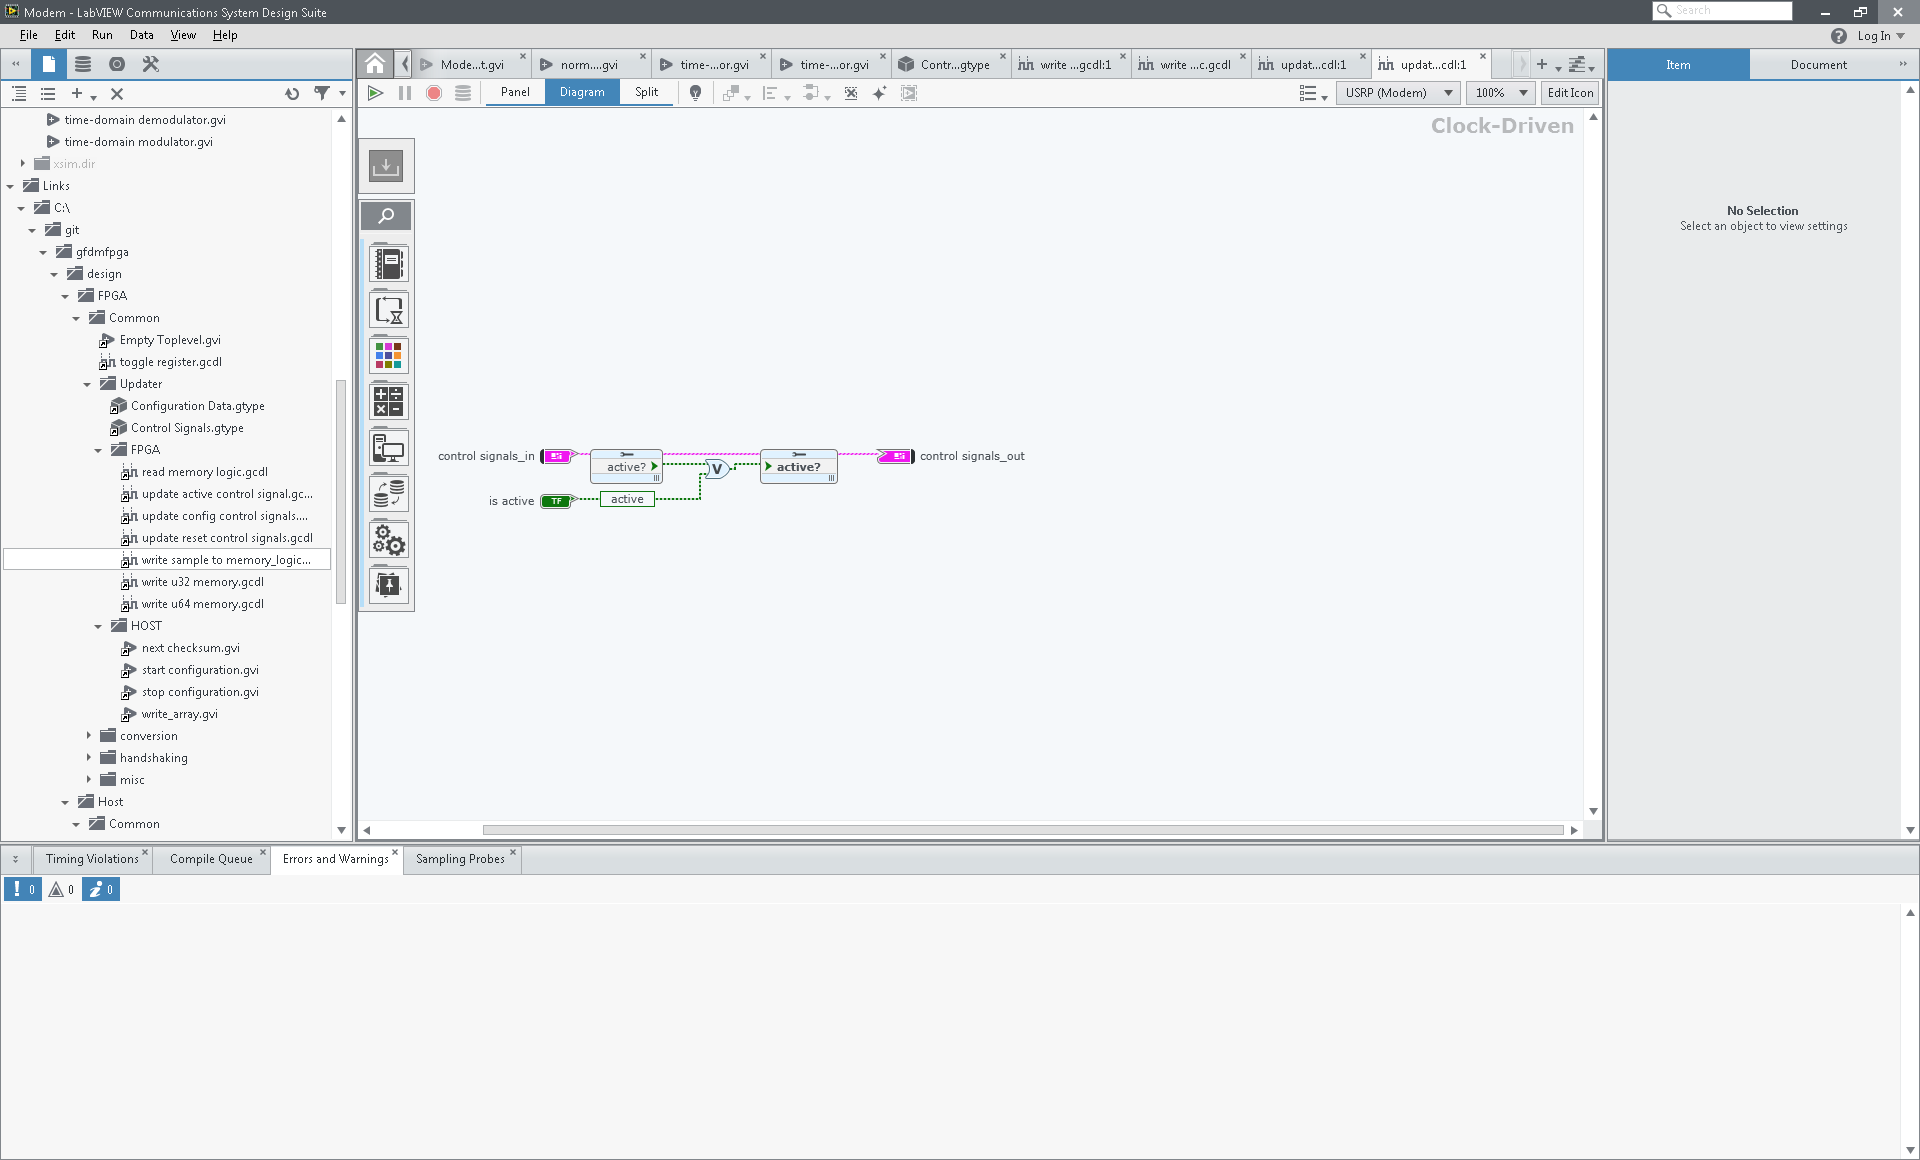 Modem - LabVIEW Communications System Design Suite
Search
File Edit Run Data View Help
Log In
Mode...t.gvi
norm....gvi
time-...or.gvi
time-...or.gvi
Contr...gtype
write ...gcdl:1
write ...c.gcdl
updat...cdl:1
updat...cdl:1
Item
Document
Panel
Diagram
Split
USRP (Modem)
100%
Edit Icon
time-domain demodulator.gvi
time-domain modulator.gvi
xsim.dir
Links
C:\
git
gfdmfpga
design
FPGA
Common
Empty Toplevel.gvi
toggle register.gcdl
Updater
Configuration Data.gtype
Control Signals.gtype
FPGA
read memory logic.gcdl
update active control signal.gc...
update config control signals....
update reset control signals.gcdl
write sample to memory_logic...
write u32 memory.gcdl
write u64 memory.gcdl
HOST
next checksum.gvi
start configuration.gvi
stop configuration.gvi
write_array.gvi
conversion
handshaking
misc
Host
Common
Clock-Driven
control signals_in
active?
V
active?
control signals_out
is active
TF
active
No Selection
Select an object to view settings
Timing Violations
Compile Queue
Errors and Warnings
Sampling Probes
0
0
0